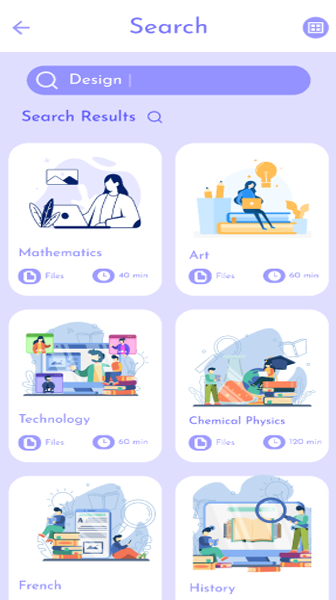 Search
Design
Search Results
Mathematics
Files 40 min
Art
Files 60 min
Technology
Files 60 min
Chemical Physics
Files 120 min
French
History